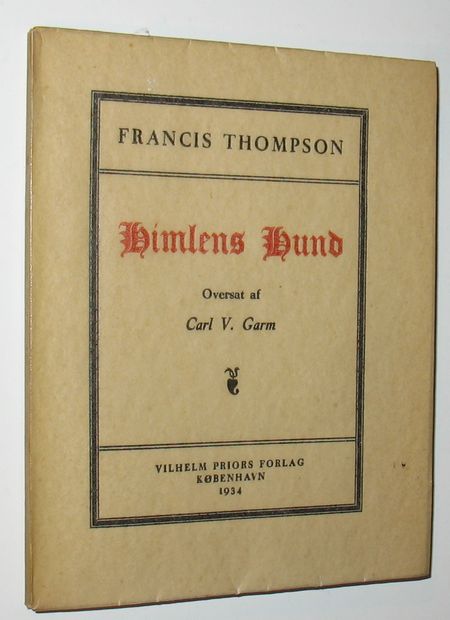 FRANCIS THOMPSON
Himlens Hund
Oversat af
Carl V. Garm
VILHELM PRIORS FORLAG
KØBENHAVN
1934